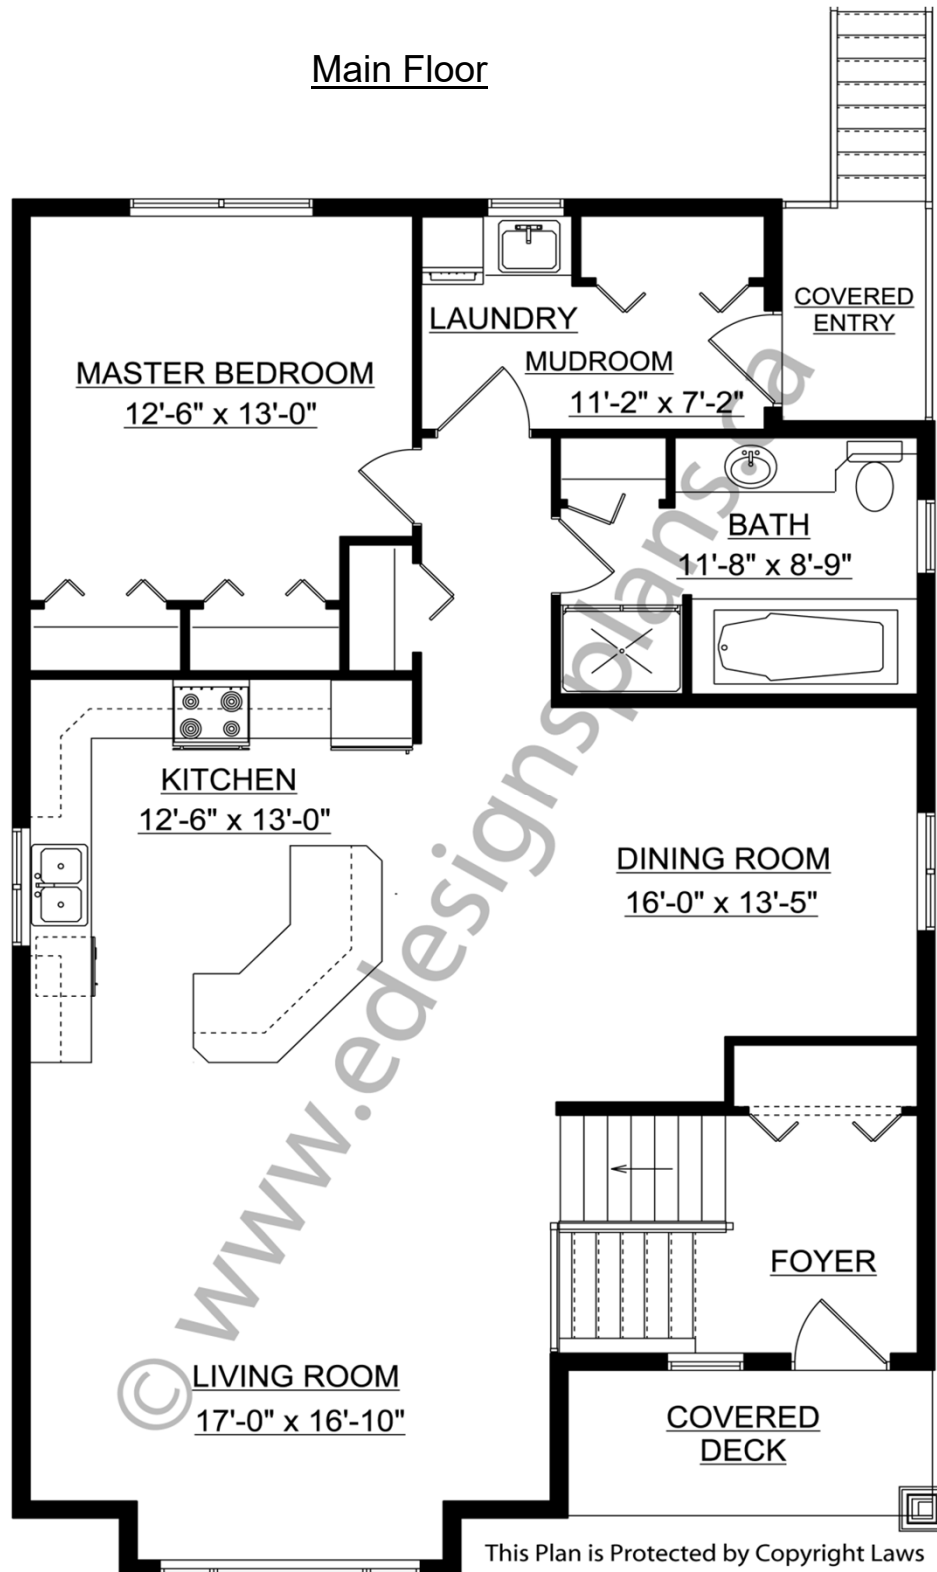 Main Floor
COVERED
ENTRY
LAUNDRY
MUDROOM
11'-2" x 7'-2"
MASTER BEDROOM
12'-6" x 13'-0"
BATH
11'-8" x 8'-9"
KITCHEN
12'-6" x 13'-0"
DINING ROOM
16'-0" x 13'-5"
FOYER
LIVING ROOM
17'-0" x 16'-10"
COVERED
DECK
© www.edesignsplans.ca
This Plan is Protected by Copyright Laws